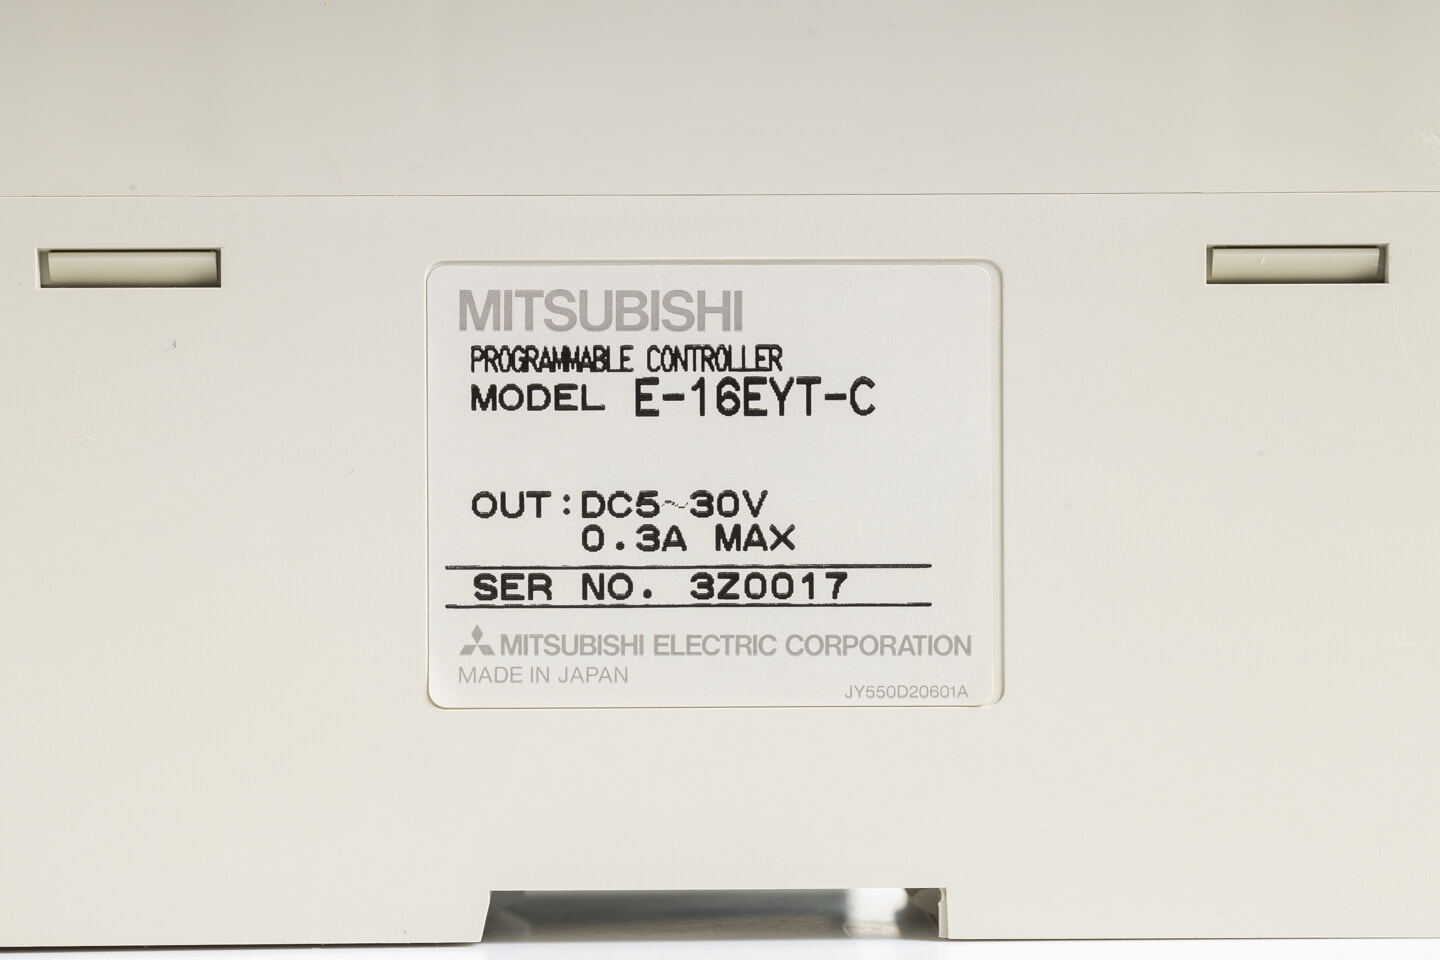 MITSUBISHI
PROGRAMMABLE CONTROLLER
MODEL E-16EYT-C
OUT:DC5~30V
0.3A MAX
SER NO. 3Z0017
MITSUBISHI ELECTRIC CORPORATION
MADE IN JAPAN
JY550D20601A